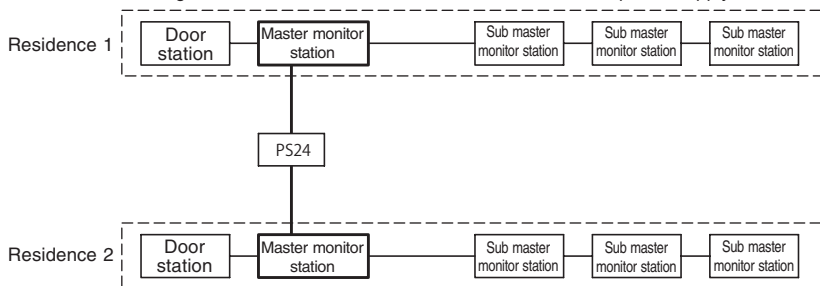 Residence 1
Door
station
Master monitor
station
Sub master
monitor station
Sub master
monitor station
Sub master
monitor station
PS24
Residence 2
Door
station
Master monitor
station
Sub master
monitor station
Sub master
monitor station
Sub master
monitor station